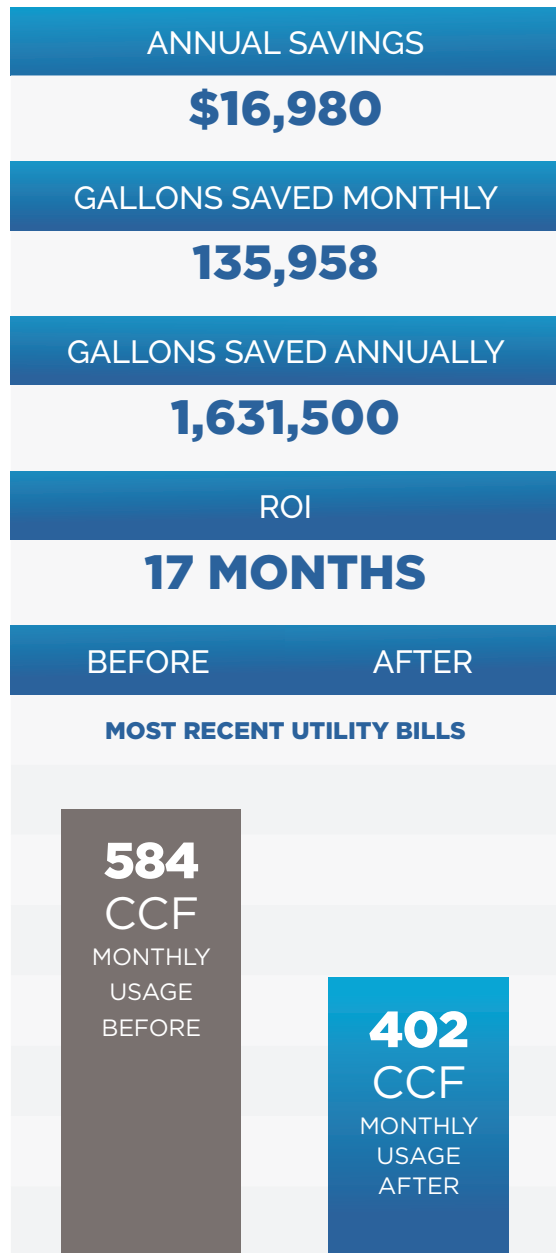 ANNUAL SAVINGS
$16,980
GALLONS SAVED MONTHLY
135,958
GALLONS SAVED ANNUALLY
1,631,500
ROI
17 MONTHS
BEFORE AFTER
MOST RECENT UTILITY BILLS
584
CCF
MONTHLY
USAGE
BEFORE
402
CCF
MONTHLY
USAGE
AFTER